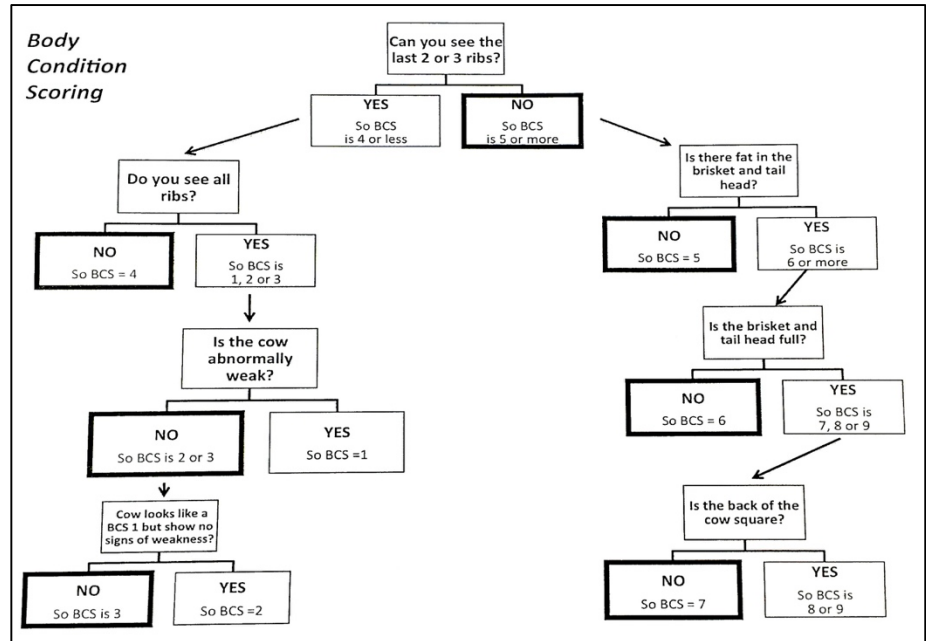 Body
Condition
Scoring
Can you see the
last 2 or 3 ribs?
YES
So BCS
is 4 or less
NO
So BCS
is 5 or more
Do you see all
ribs?
NO
So BCS = 4
YES
So BCS is
1, 2 or 3
Is the cow
abnormally
weak?
NO
So BCS is 2 or 3
YES
So BCS =1
Cow looks like a
BCS 1 but show no
signs of weakness?
NO
So BCS is 3
YES
So BCS =2
Is there fat in the
brisket and tail
head?
NO
So BCS = 5
YES
So BCS is
6 or more
Is the brisket and
tail head full?
NO
So BCS = 6
YES
So BCS is
7, 8 or 9
Is the back of the
cow square?
NO
So BCS = 7
YES
So BCS is
8 or 9